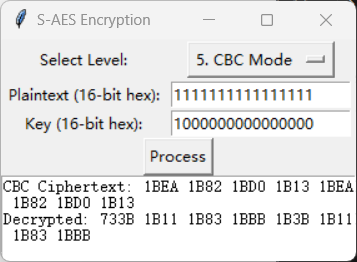 S-AES Encryption
Select Level: 5. CBC Mode
Plaintext (16-bit hex): 1111111111111111
Key (16-bit hex): 1000000000000000
Process
CBC Ciphertext: 1BEA 1B82 1BD0 1B13 1BEA
1B82 1BD0 1B13
Decrypted: 733B 1B11 1B83 1BBB 1B3B 1B11
1B83 1BBB